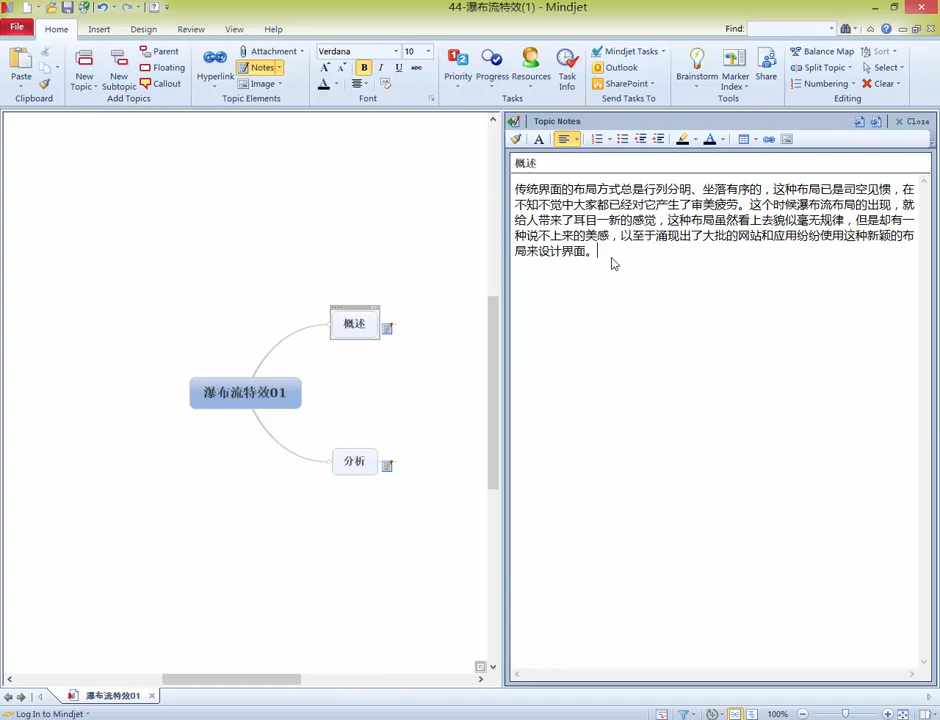 44-瀑布流特效(1) - Mindjet
File
Home
Insert
Design
Review
View
Help
Find:
Paste
Clipboard
New Topic
New Subtopic
Parent
Floating
Callout
Add Topics
Hyperlink
Attachment
Notes
Image
Topic Elements
Verdana
10
B
I
U
ABC
A
Font
Priority
Progress
Resources
Task Info
Tasks
Mindjet Tasks
Outlook
SharePoint
Send Tasks To
Brainstorm
Marker Index
Share
Tools
Balance Map
Split Topic
Numbering
Sort
Select
Clear
Editing
Topic Notes
Close
概述
传统界面的布局方式总是行列分明、坐落有序的，这种布局已是司空见惯，在
不知不觉中大家都已经对它产生了审美疲劳。这个时候瀑布流布局的出现，就
给人带来了耳目一新的感觉，这种布局虽然看上去貌似毫无规律，但是却有一
种说不上来的美感，以至于涌现出了大批的网站和应用纷纷使用这种新颖的布
局来设计界面。
概述
瀑布流特效01
分析
瀑布流特效01
Log In to Mindjet
100%